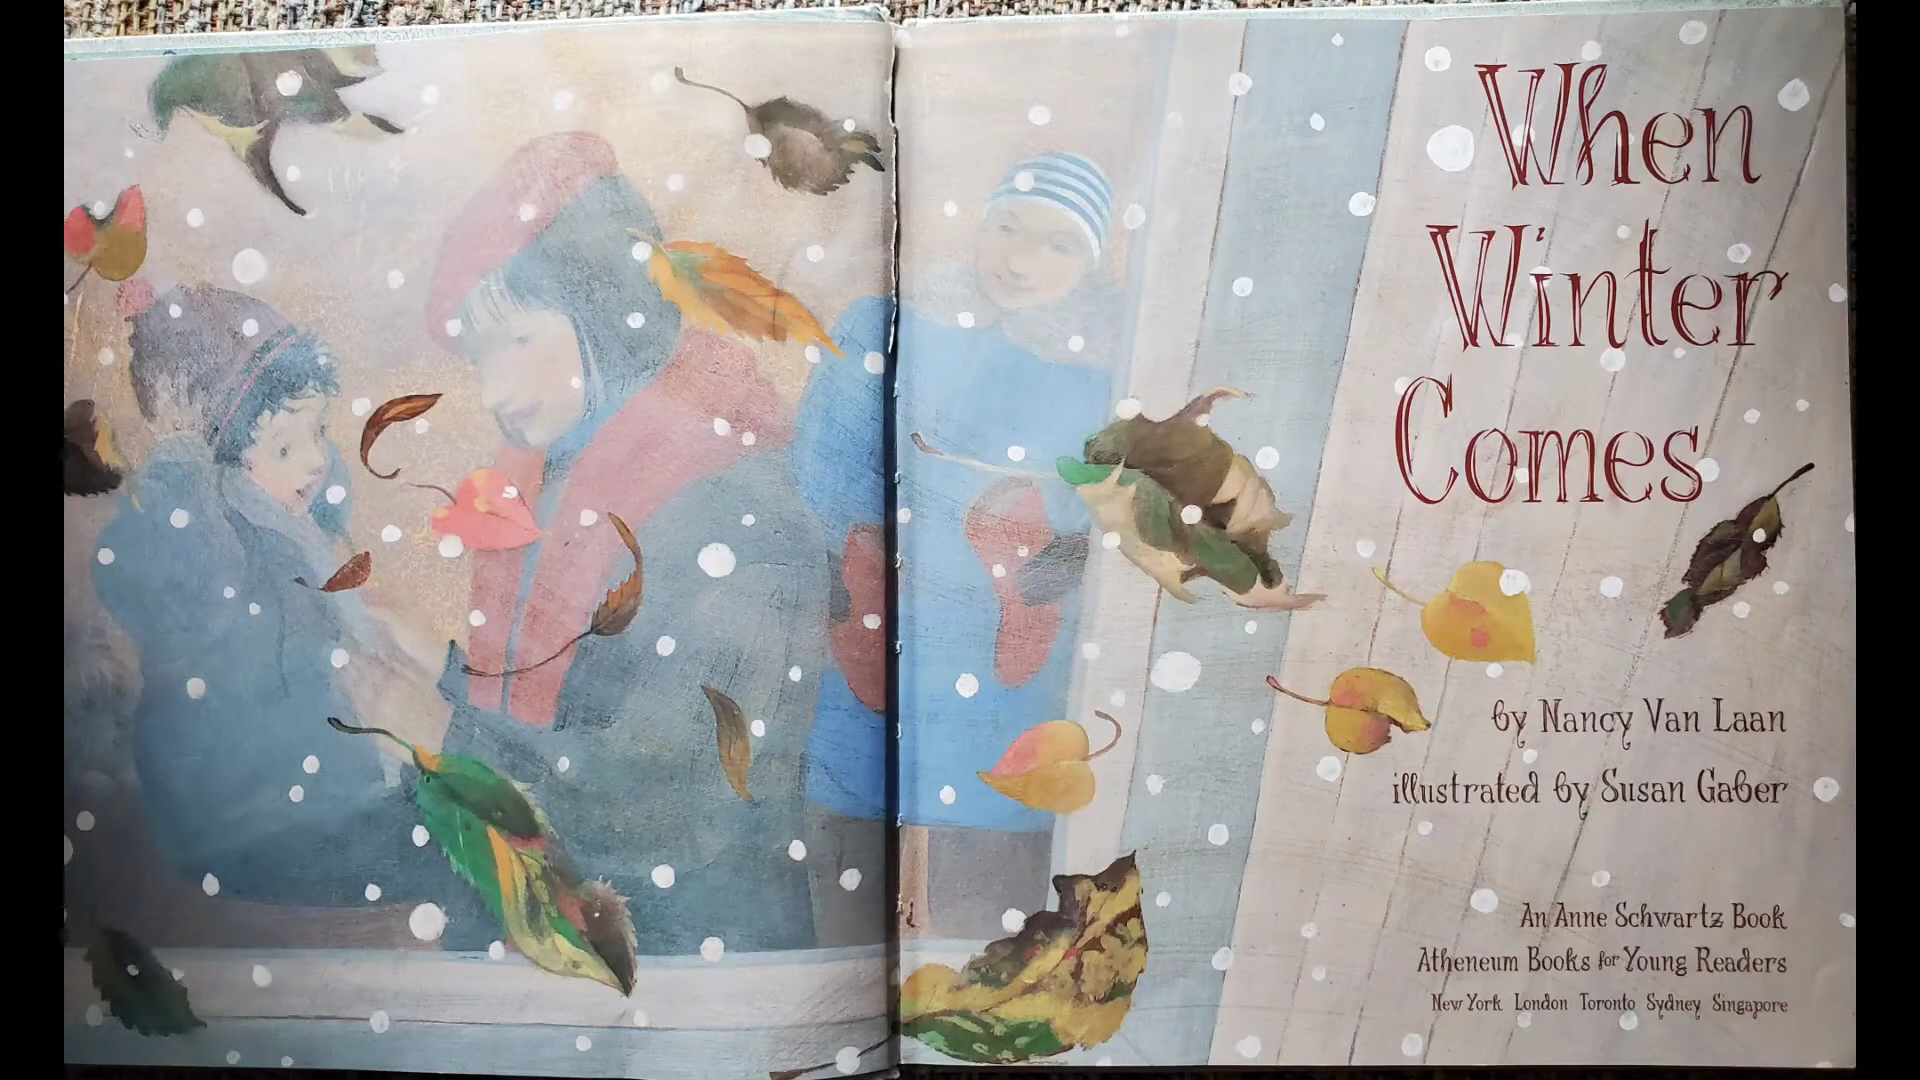 When
Winter
Comes
by Nancy Van Laan
illustrated by Susan Gaber
An Anne Schwartz Book
Atheneum Books for Young Readers
New York London Toronto Sydney Singapore